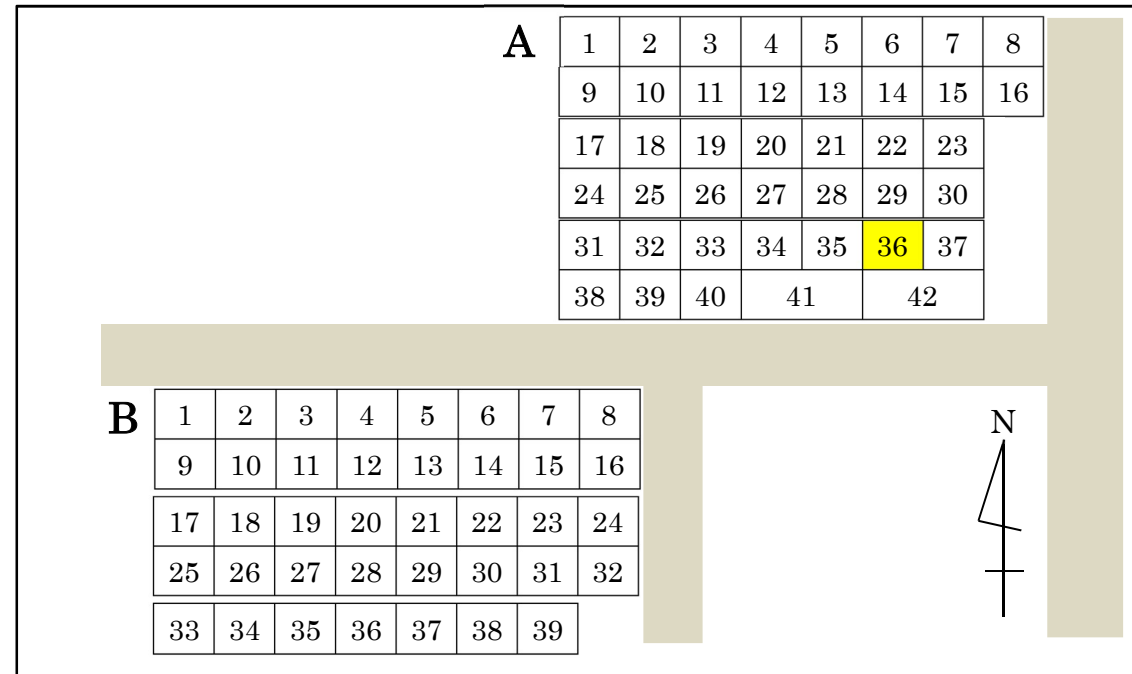 A 1 2 3 4 5 6 7 8
9 10 11 12 13 14 15 16
17 18 19 20 21 22 23
24 25 26 27 28 29 30
31 32 33 34 35 36 37
38 39 40 41 42
B 1 2 3 4 5 6 7 8
9 10 11 12 13 14 15 16
17 18 19 20 21 22 23 24
25 26 27 28 29 30 31 32
33 34 35 36 37 38 39
N